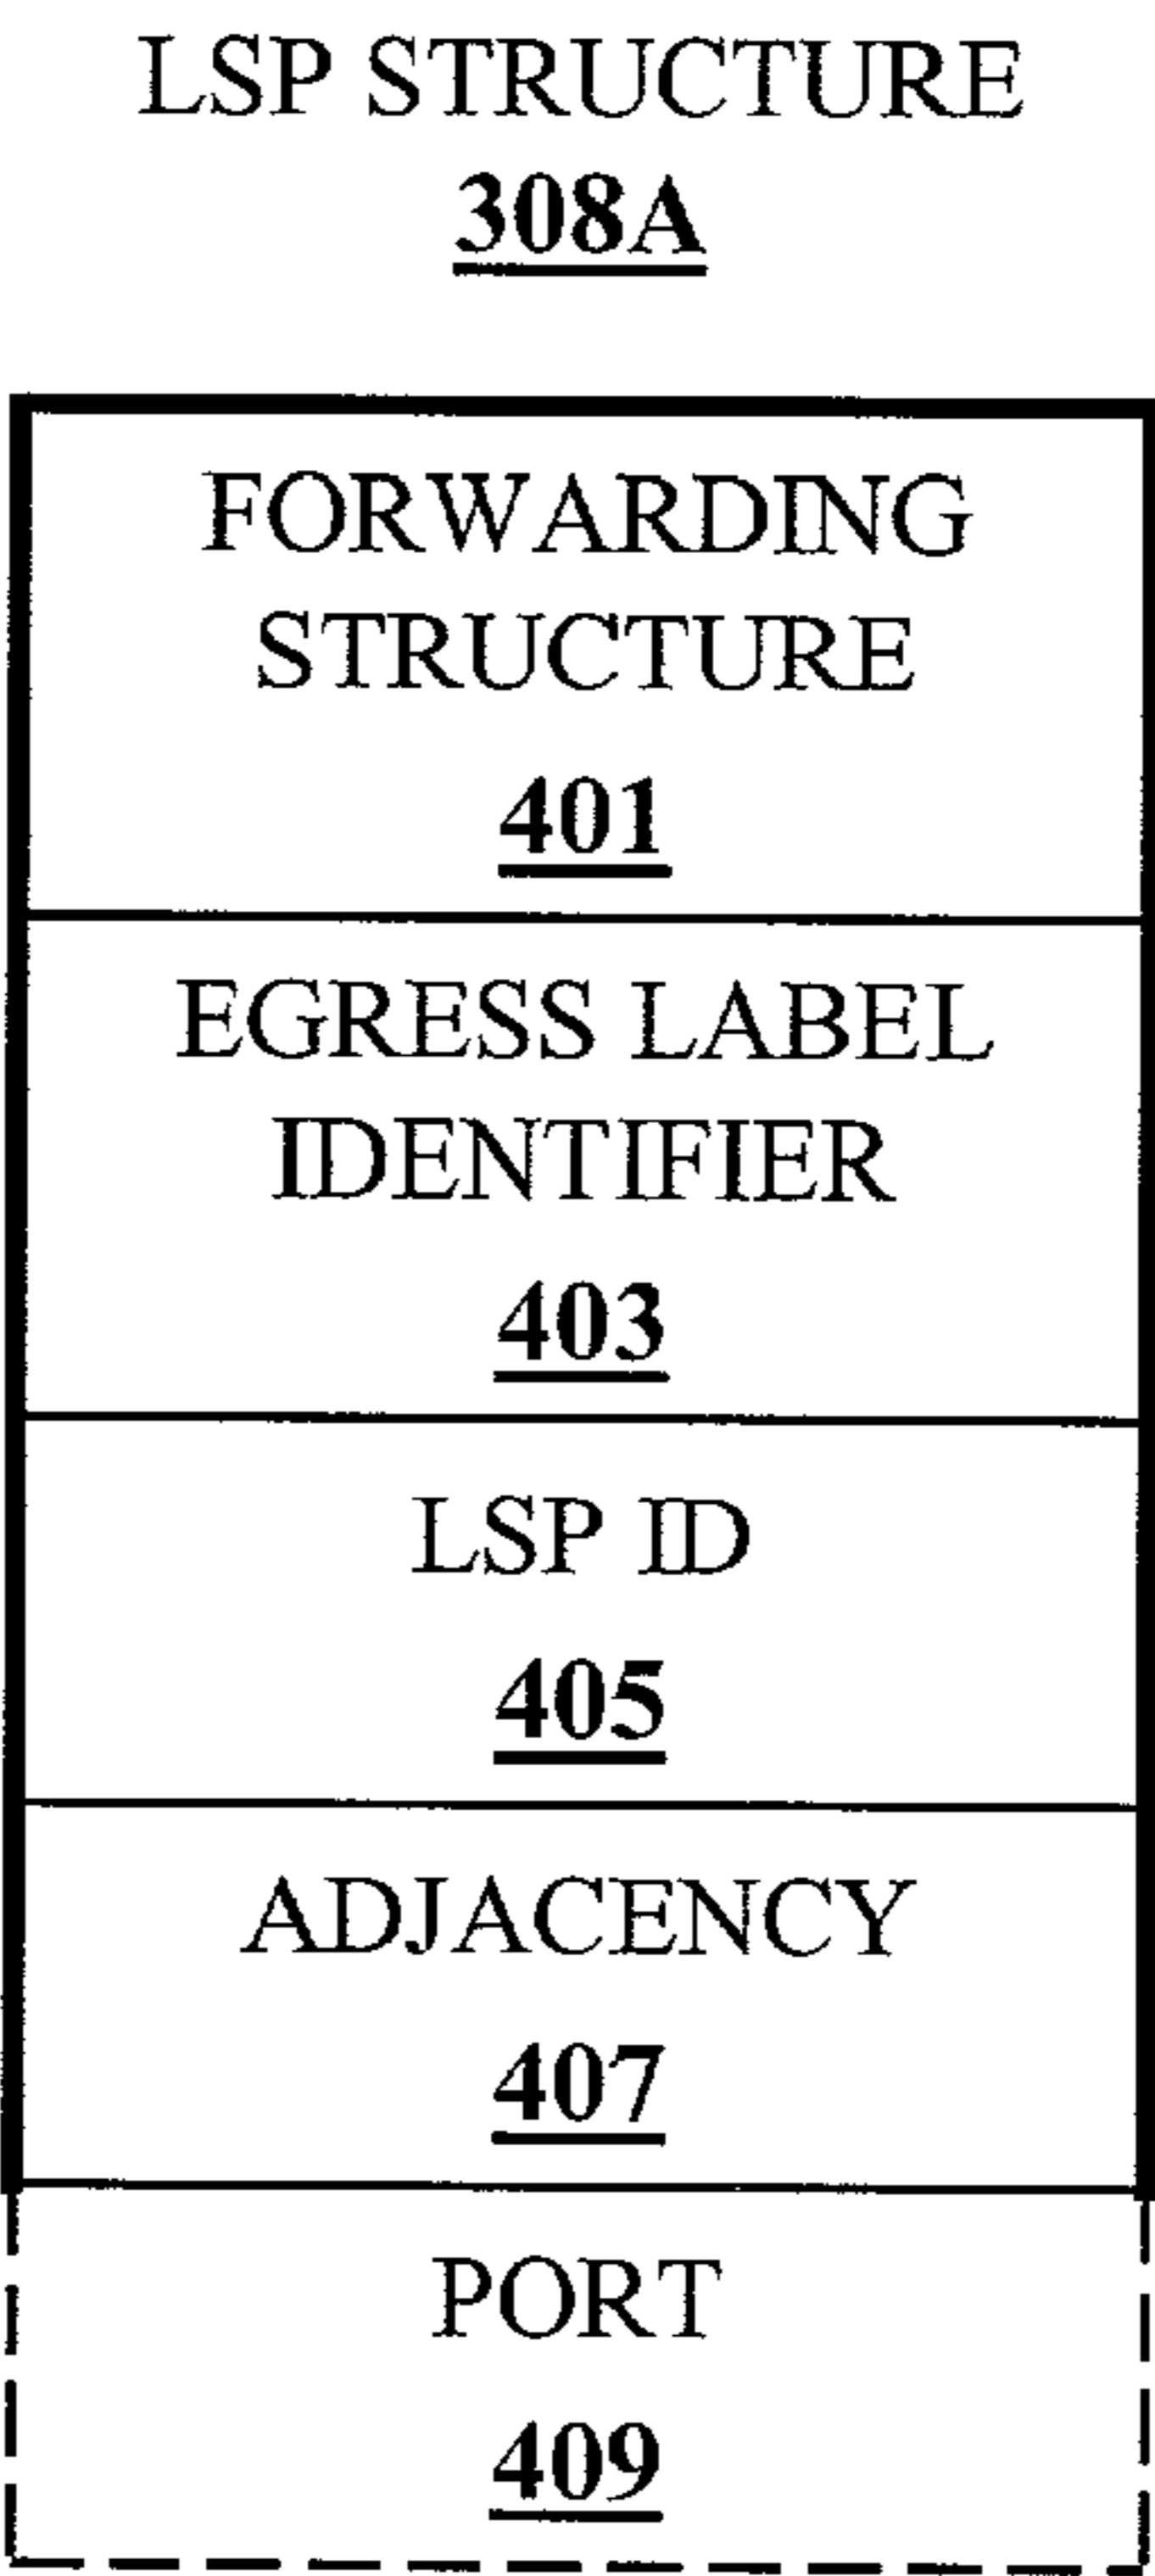 LSP STRUCTURE
308A
FORWARDING
STRUCTURE
401
EGRESS LABEL
IDENTIFIER
403
LSP ID
405
ADJACENCY
407
PORT
409